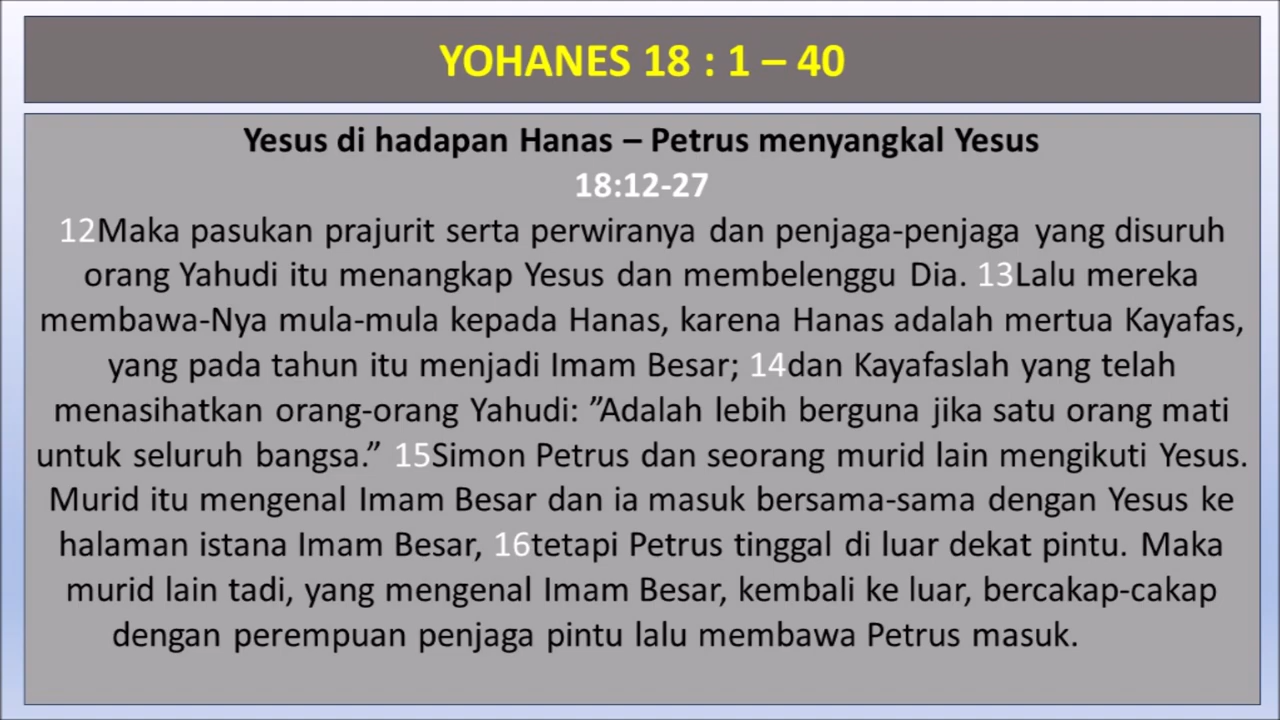 YOHANES 18 : 1 – 40
Yesus di hadapan Hanas – Petrus menyangkal Yesus
18:12-27
12Maka pasukan prajurit serta perwiranya dan penjaga-penjaga yang disuruh
orang Yahudi itu menangkap Yesus dan membelenggu Dia. 13Lalu mereka
membawa-Nya mula-mula kepada Hanas, karena Hanas adalah mertua Kayafas,
yang pada tahun itu menjadi Imam Besar; 14dan Kayafaslah yang telah
menasihatkan orang-orang Yahudi: ”Adalah lebih berguna jika satu orang mati
untuk seluruh bangsa.” 15Simon Petrus dan seorang murid lain mengikuti Yesus.
Murid itu mengenal Imam Besar dan ia masuk bersama-sama dengan Yesus ke
halaman istana Imam Besar, 16tetapi Petrus tinggal di luar dekat pintu. Maka
murid lain tadi, yang mengenal Imam Besar, kembali ke luar, bercakap-cakap
dengan perempuan penjaga pintu lalu membawa Petrus masuk.